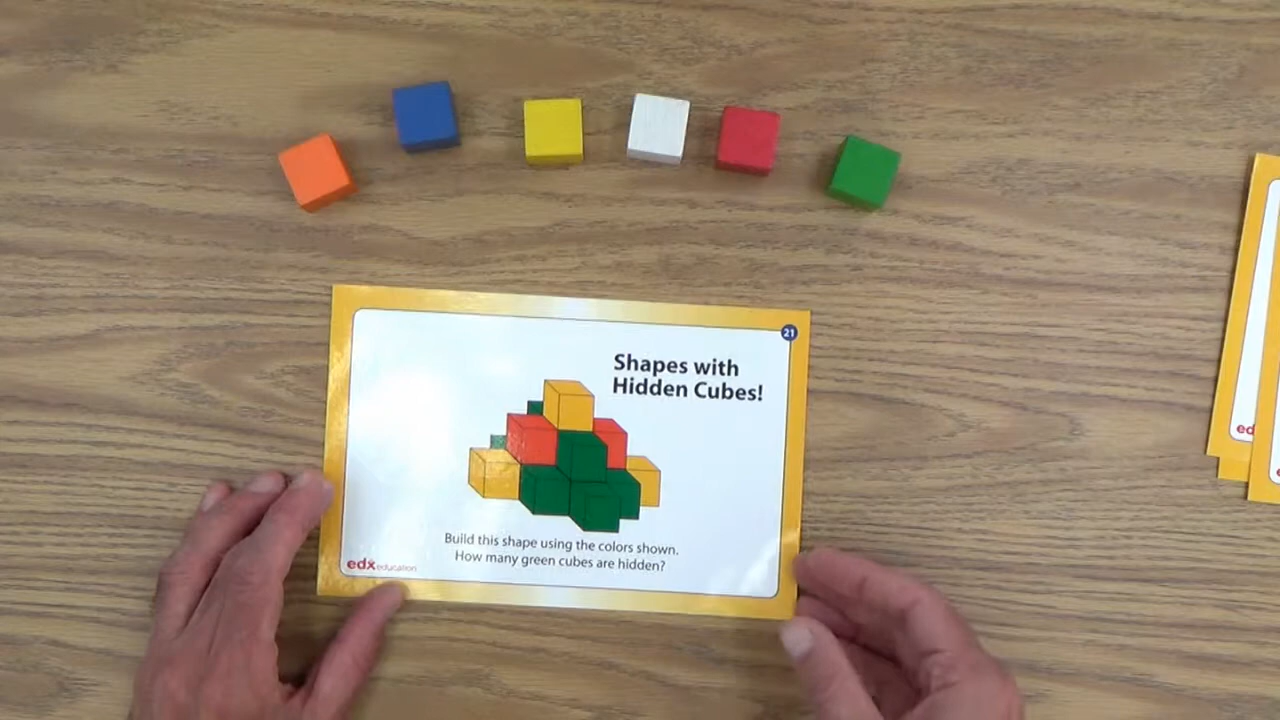 21
Shapes with
Hidden Cubes!
Build this shape using the colors shown.
How many green cubes are hidden?
edx education
ed